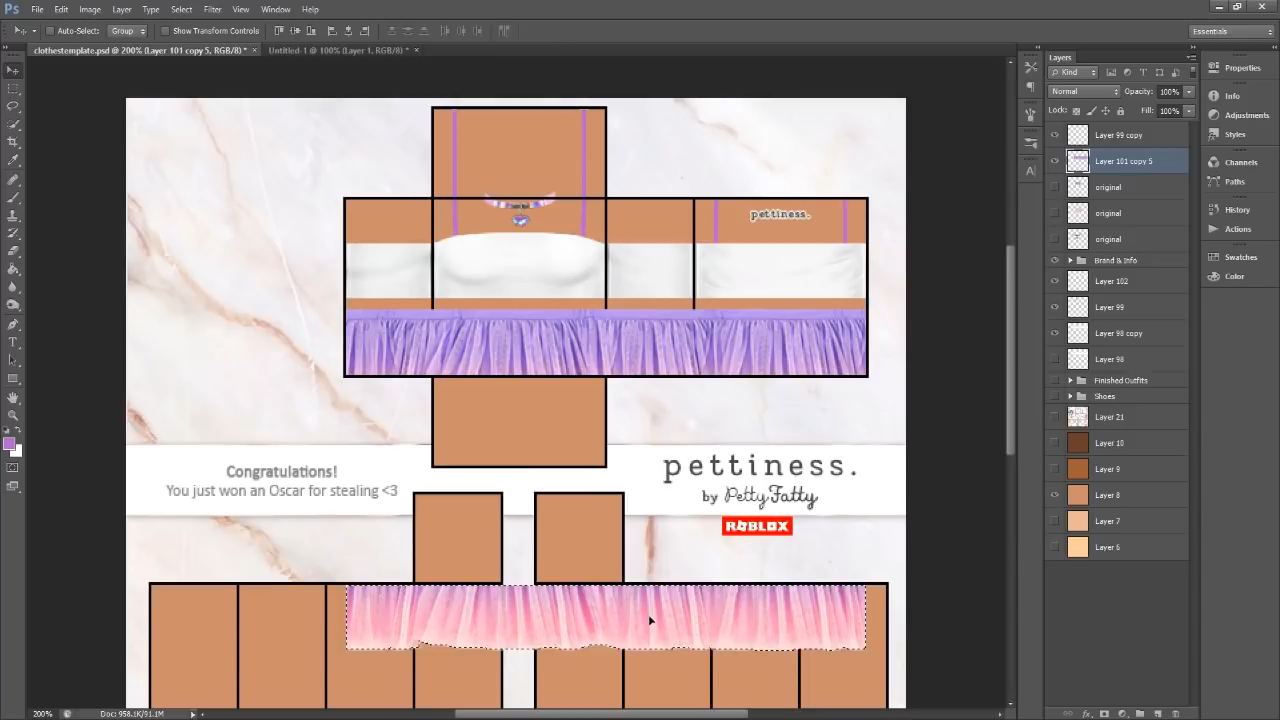 Ps File Edit Image Layer Type Select Filter View Window Help
Auto-Select: Group Show Transform Controls Essentials
clothestemplate.psd @ 200% (Layer 101 copy 5, RGB/8) * × Untitled-1 @ 100% (Layer 1, RGB/8) * ×
Layers
Kind
Normal Opacity: 100%
Lock: Fill: 100%
Layer 99 copy
Layer 101 copy 5
original
original
original
Brand & Info
Layer 102
Layer 99
Layer 98 copy
Layer 98
Finished Outfits
Shoes
Layer 21
Layer 10
Layer 9
Layer 8
Layer 7
Layer 6
Properties
Info
Adjustments
Styles
Channels
Paths
History
Actions
Swatches
Color
pettiness.
Congratulations!
You just won an Oscar for stealing <3
pettiness.
by Petty Fatty
ROBLOX
200% Doc: 958.1K/91.1M